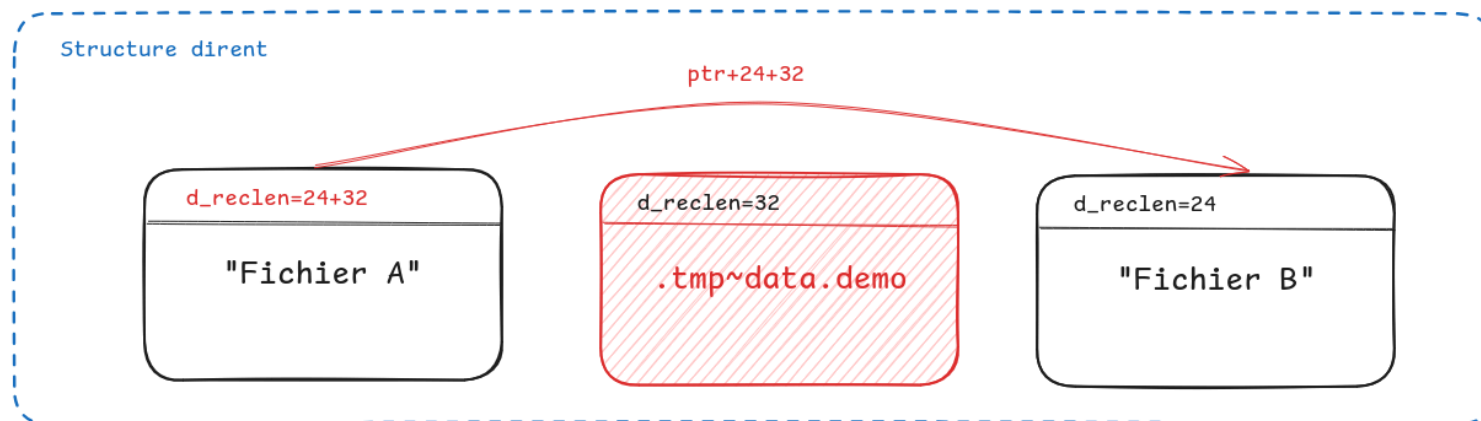 Structure dirent
ptr+24+32
d_reclen=24+32
"Fichier A"
d_reclen=32
.tmp~data.demo
d_reclen=24
"Fichier B"